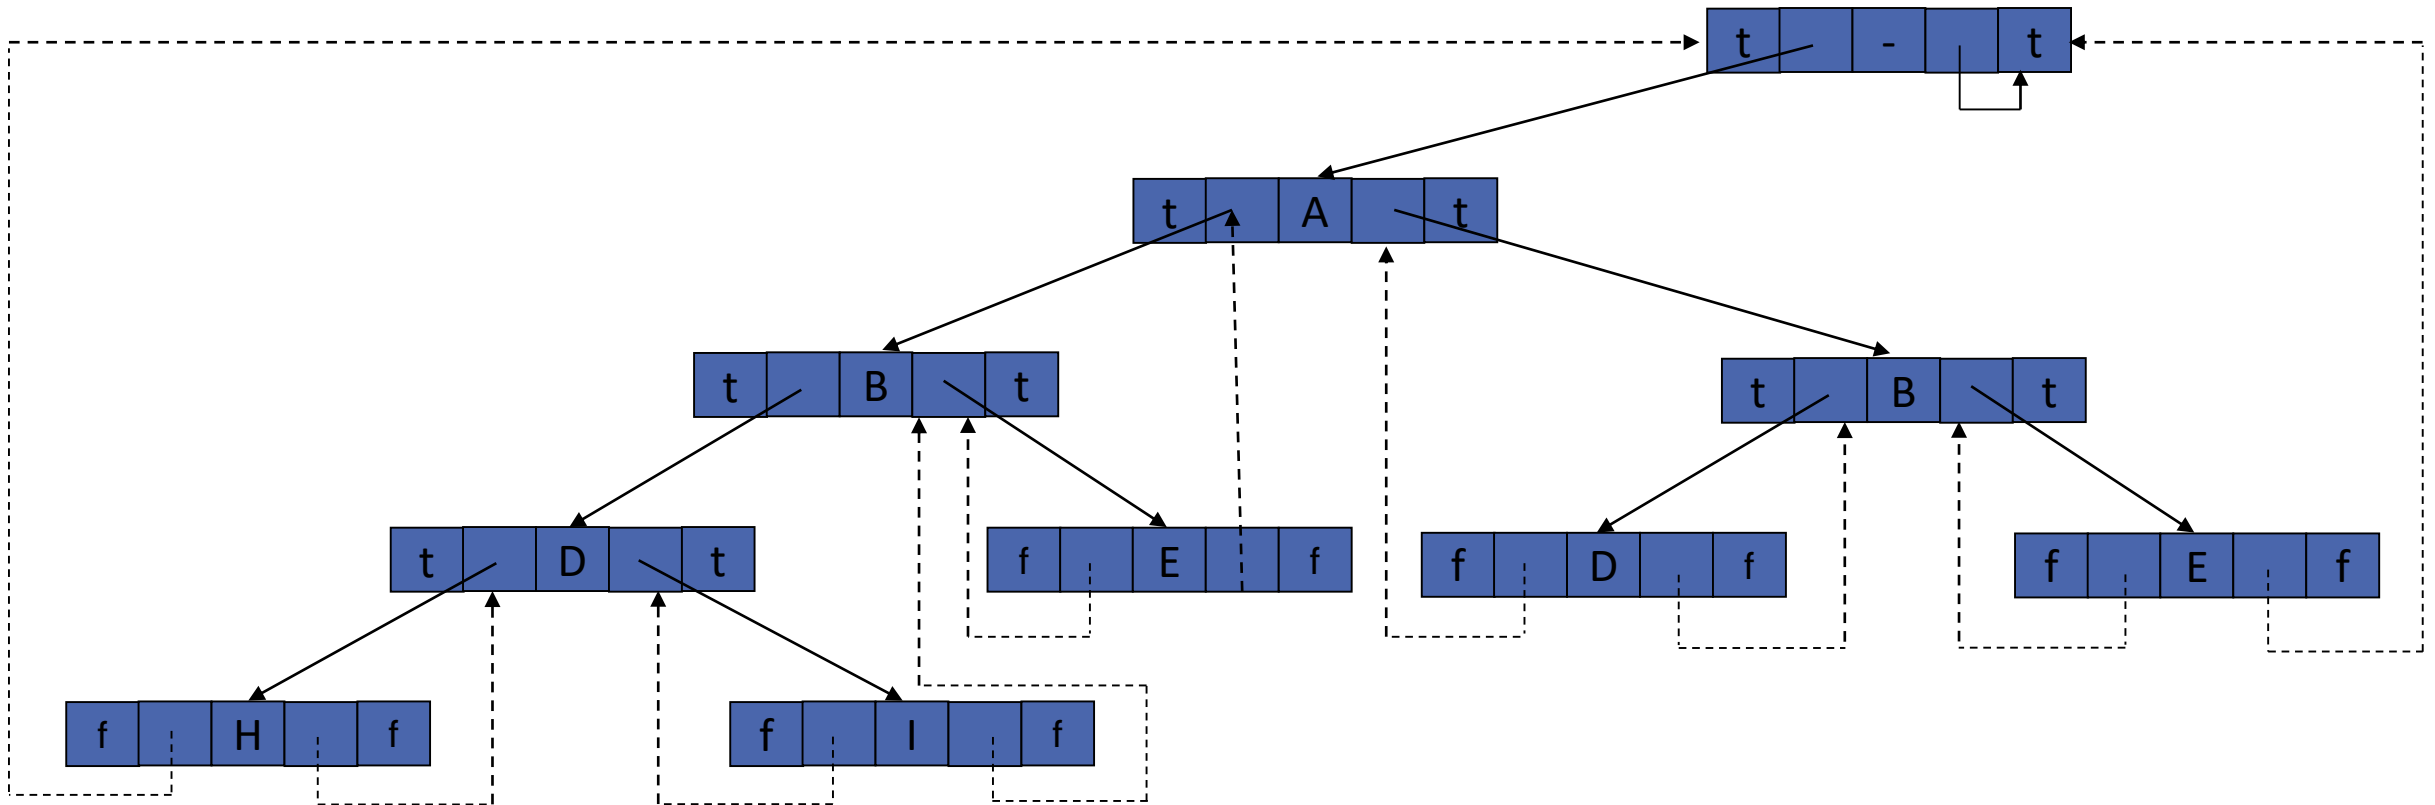 t - t
t A t
t B t
t B t
t D t
f E f
f D f
f E f
f H f
f I f